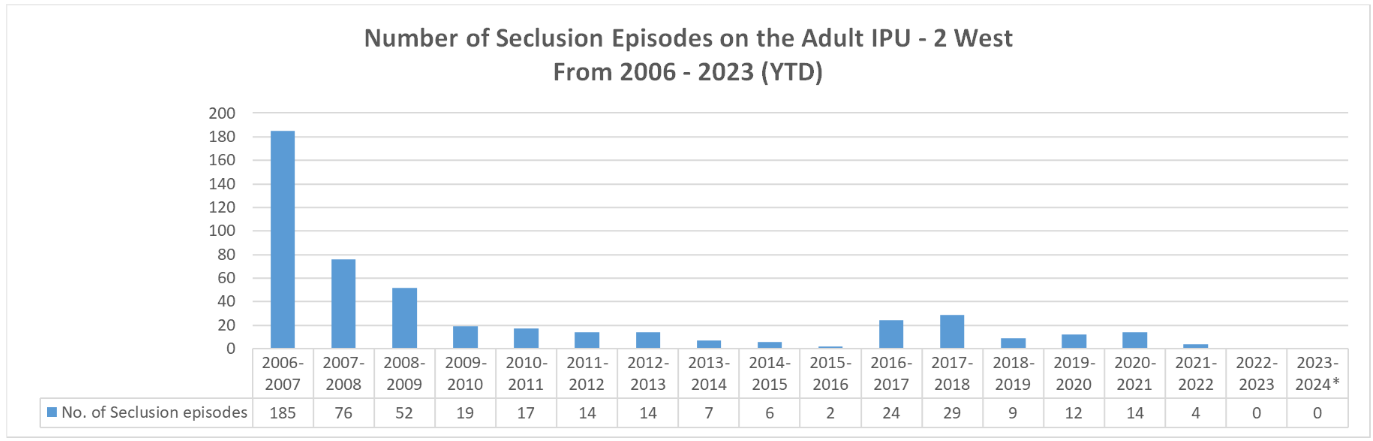 Number of Seclusion Episodes on the Adult IPU - 2 West
From 2006 - 2023 (YTD)
200
180
160
140
120
100
80
60
40
20
0
2006- 2007- 2008- 2009- 2010- 2011- 2012- 2013- 2014- 2015- 2016- 2017- 2018- 2019- 2020- 2021- 2022- 2023-
2007 2008 2009 2010 2011 2012 2013 2014 2015 2016 2017 2018 2019 2020 2021 2022 2023 2024*
No. of Seclusion episodes 185 76 52 19 17 14 14 7 6 2 24 29 9 12 14 4 0 0